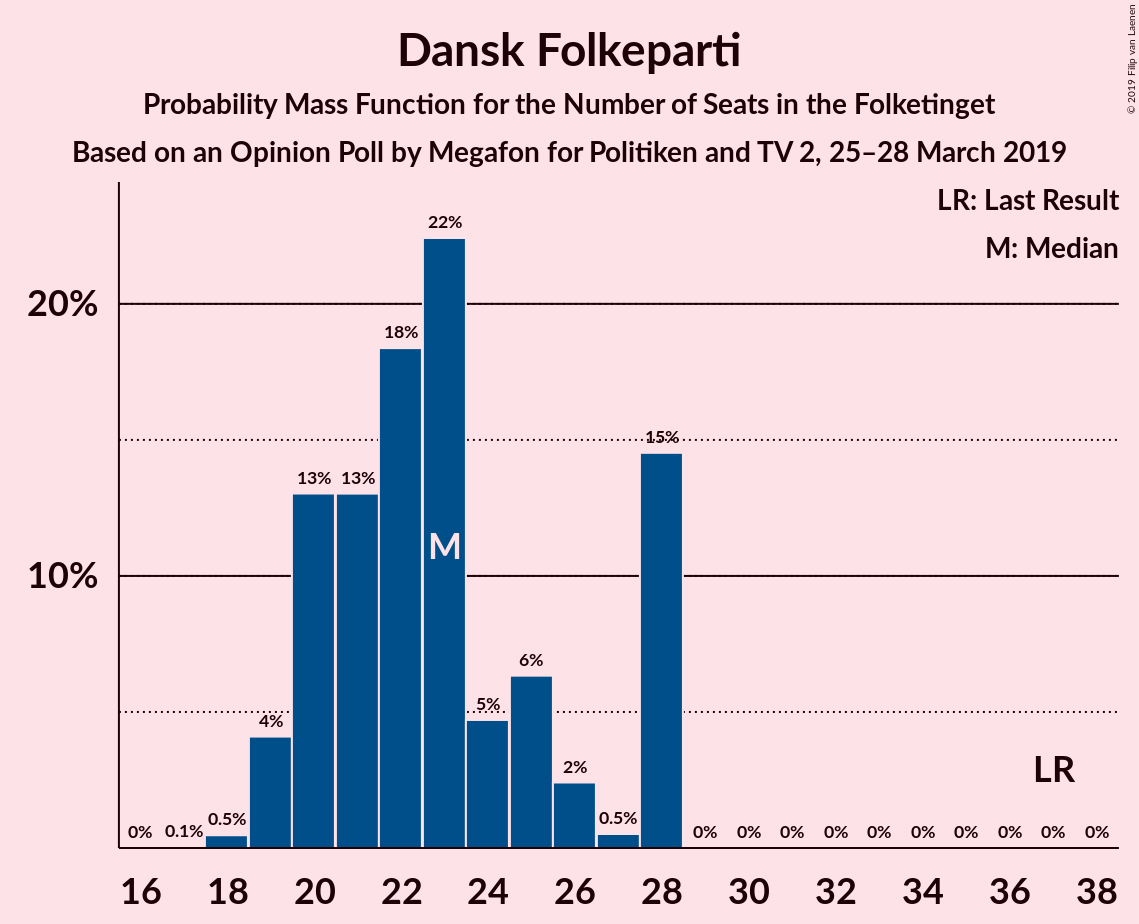 Dansk Folkeparti
Probability Mass Function for the Number of Seats in the Folketinget
Based on an Opinion Poll by Megafon for Politiken and TV 2, 25–28 March 2019
© 2019 Filip van Laenen
LR: Last Result
M: Median
20%
10%
0%
0.1%
0.5%
4%
13%
13%
18%
22%
M
5%
6%
2%
0.5%
15%
0%
0%
0%
0%
0%
0%
0%
0%
0%
0%
LR
16 18 20 22 24 26 28 30 32 34 36 38